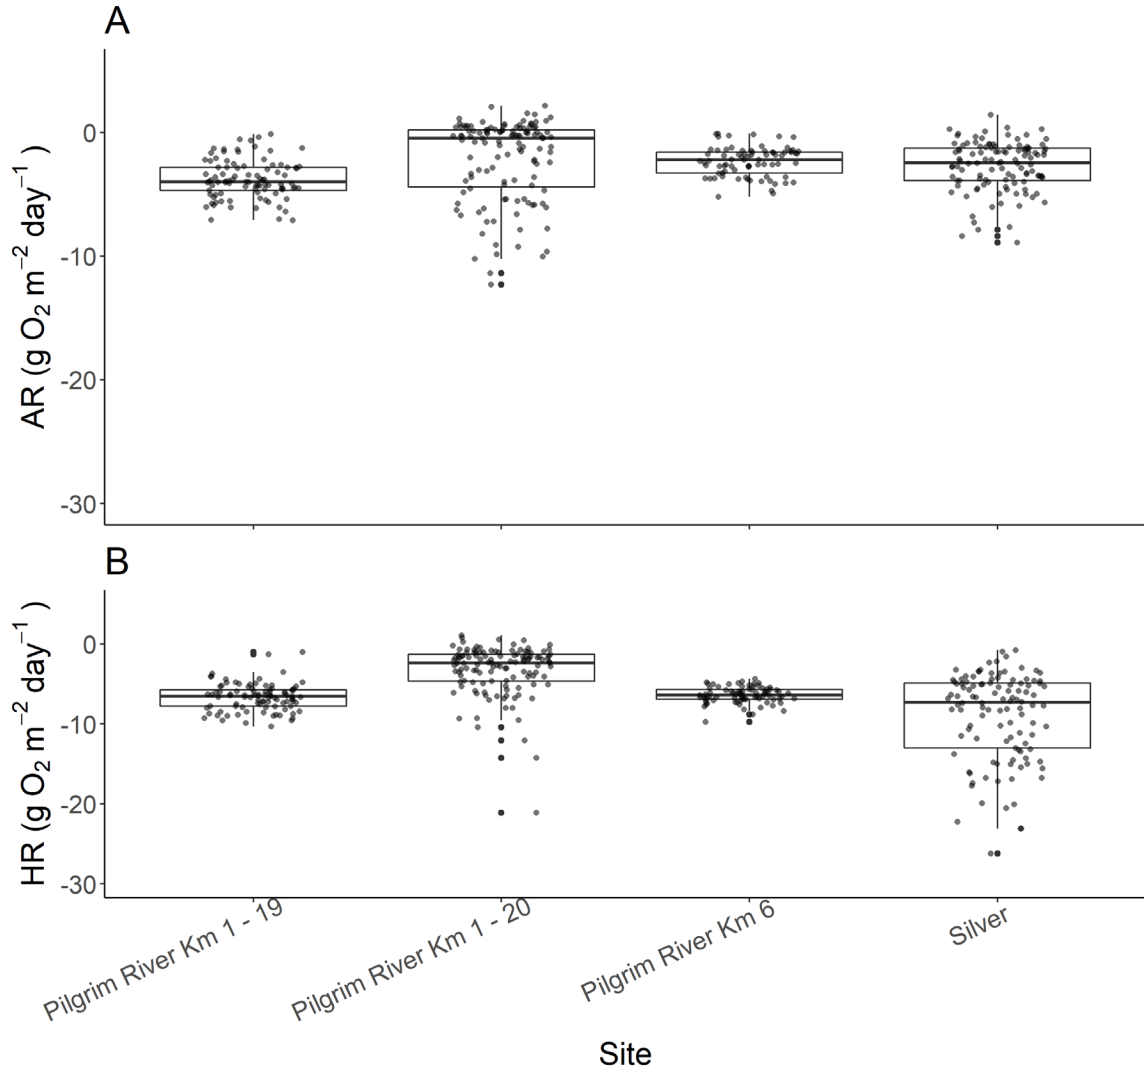 A
0
-10
-20
-30
AR (g O₂ m⁻² day⁻¹ )
B
0
-10
-20
-30
HR (g O₂ m⁻² day⁻¹ )
Pilgrim River Km 1 - 19
Pilgrim River Km 1 - 20
Pilgrim River Km 6
Silver
Site